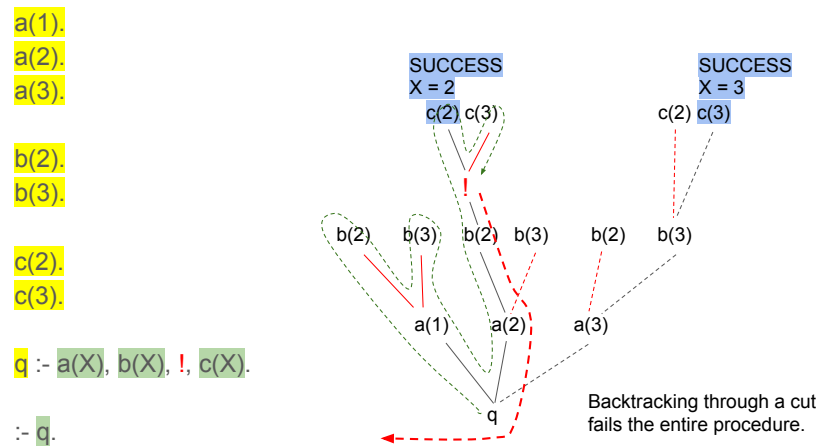 a(1).
a(2).
a(3).
b(2).
b(3).
c(2).
c(3).
q :- a(X), b(X), !, c(X).
:- q.
SUCCESS
X = 2
c(2) c(3)
SUCCESS
X = 3
c(2) c(3)
!
b(2) b(3) b(2) b(3) b(2) b(3)
a(1) a(2) a(3)
q
Backtracking through a cut
fails the entire procedure.